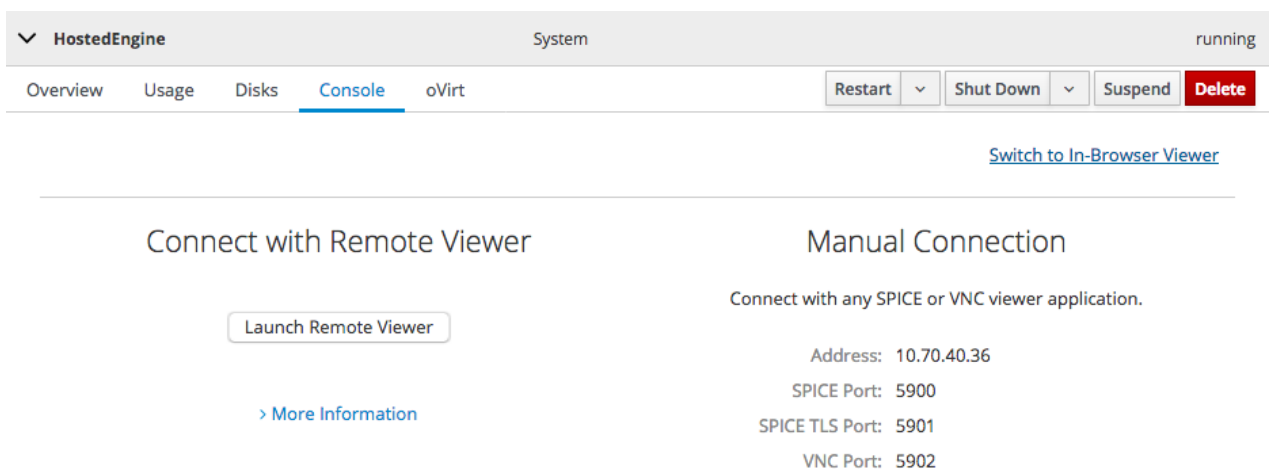 HostedEngine System running
Overview Usage Disks Console oVirt Restart Shut Down Suspend Delete
Switch to In-Browser Viewer
Connect with Remote Viewer
Launch Remote Viewer
> More Information
Manual Connection
Connect with any SPICE or VNC viewer application.
Address: 10.70.40.36
SPICE Port: 5900
SPICE TLS Port: 5901
VNC Port: 5902